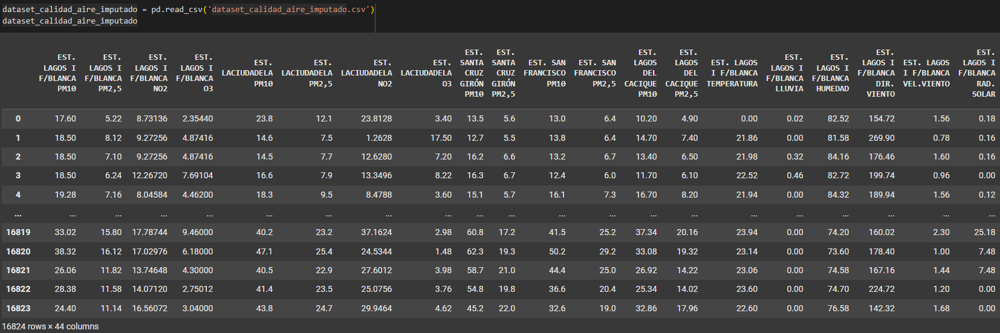 dataset_calidad_aire_imputado = pd.read_csv('dataset_calidad_aire_imputado.csv')
dataset_calidad_aire_imputado
EST. LAGOS I F/BLANCA PM10 EST. LAGOS I F/BLANCA PM2,5 EST. LAGOS I F/BLANCA NO2 EST. LAGOS I F/BLANCA O3 EST. LACIUDADELA PM10 EST. LACIUDADELA PM2,5 EST. LACIUDADELA NO2 EST. LACIUDADELA O3 EST. SANTA CRUZ GIRÓN PM10 EST. SANTA CRUZ GIRÓN PM2,5 EST. SAN FRANCISCO PM10 EST. SAN FRANCISCO PM2,5 EST. LAGOS DEL CACIQUE PM10 EST. LAGOS DEL CACIQUE PM2,5 EST. LAGOS I F/BLANCA TEMPERATURA EST. LAGOS I F/BLANCA LLUVIA EST. LAGOS I F/BLANCA HUMEDAD EST. LAGOS I F/BLANCA DIR. VIENTO EST. LAGOS I F/BLANCA VEL.VIENTO EST. LAGOS I F/BLANCA RAD. SOLAR
0 17.60 5.22 8.73136 2.35440 23.8 12.1 23.8128 3.40 13.5 5.6 13.0 6.4 10.20 4.90 0.00 0.02 82.52 154.72 1.56 0.18
1 18.50 8.12 9.27256 4.87416 14.6 7.5 1.2628 17.50 12.7 5.5 13.8 6.4 14.70 7.40 21.86 0.00 81.58 269.90 0.78 0.16
2 18.50 7.10 9.27256 4.87416 14.5 7.7 12.6280 7.20 16.2 6.6 13.2 6.7 13.40 6.50 21.98 0.32 84.16 176.46 1.60 0.16
3 18.50 6.24 12.26720 7.69104 16.6 7.9 13.3496 8.22 16.3 6.7 12.4 6.0 11.70 6.10 22.52 0.46 82.72 199.74 0.96 0.00
4 19.28 7.16 8.04584 4.46200 18.3 9.5 8.4788 3.60 15.1 5.7 16.1 7.3 16.70 8.20 21.94 0.00 84.32 189.94 1.56 0.12
... ... ... ... ... ... ... ... ... ... ... ... ... ... ... ... ... ... ... ... ...
16819 33.02 15.80 17.78744 9.46000 40.2 23.2 37.1624 2.98 60.8 17.2 41.5 25.2 37.34 20.16 23.94 0.00 74.20 160.02 2.30 25.18
16820 38.32 16.12 17.02976 6.18000 47.1 25.4 24.5344 1.48 62.3 19.3 50.2 29.2 33.08 19.32 23.14 0.00 73.60 178.40 1.00 7.48
16821 26.06 11.82 13.74648 4.30000 40.5 22.9 27.6012 3.98 58.7 21.0 44.4 25.0 26.92 14.22 23.06 0.00 74.58 167.16 1.44 7.48
16822 28.38 11.58 14.07120 2.75012 41.4 23.5 25.0756 3.76 54.8 19.8 36.6 20.4 25.34 14.02 23.60 0.00 74.70 224.72 1.20 0.00
16823 24.40 11.14 16.56072 3.04000 43.8 24.7 29.9464 4.62 45.2 22.0 32.6 19.0 32.86 17.96 22.60 0.00 76.58 142.32 1.68 0.00
16824 rows × 44 columns